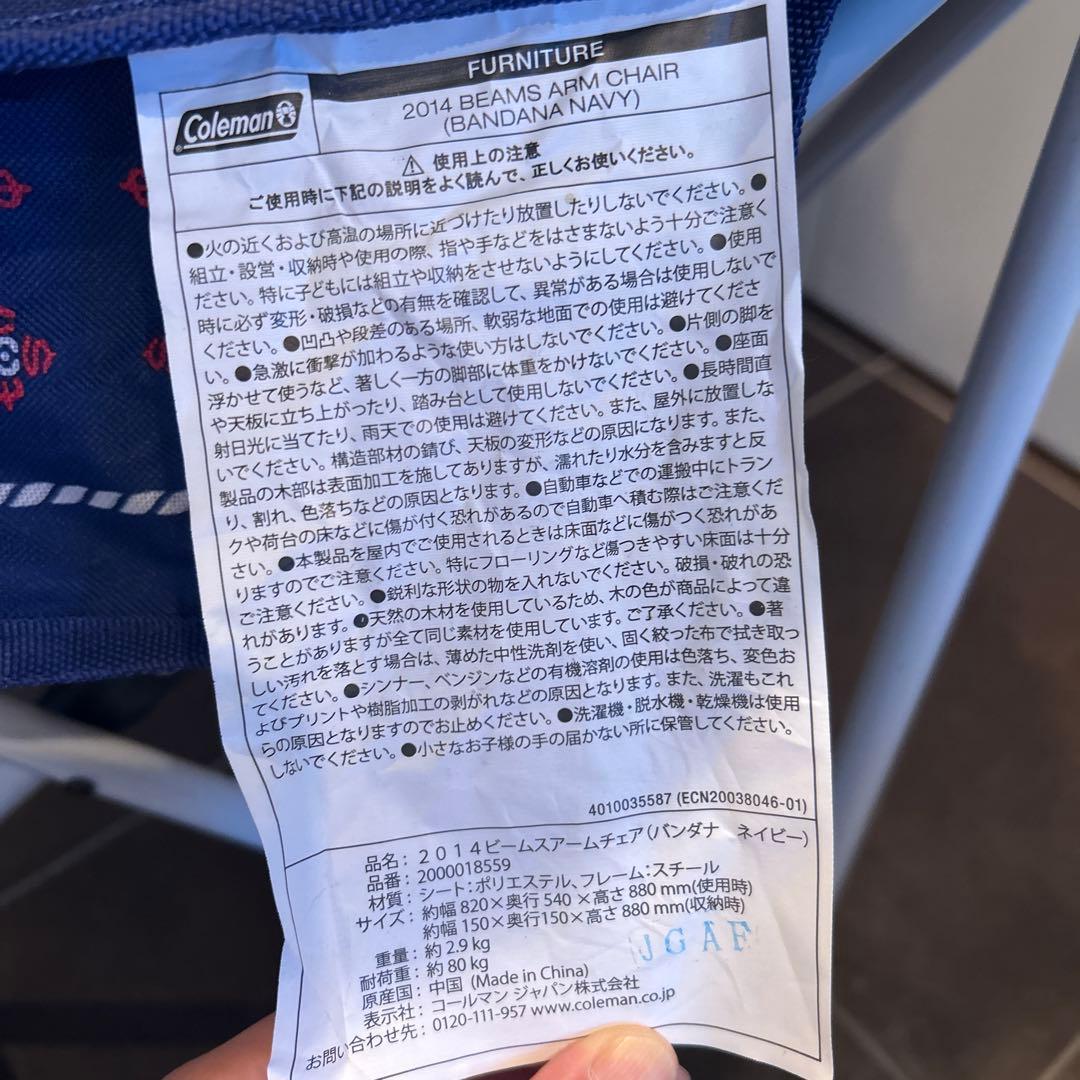 FURNITURE
Coleman
2014 BEAMS ARM CHAIR
(BANDANA NAVY)
⚠ 使用上の注意
ご使用時に下記の説明をよく読んで、正しくお使いください。
●火の近くおよび高温の場所に近づけたり放置したりしないでください。●
組立・設営・収納時や使用の際、指や手などをはさまないよう十分ご注意く
ださい。特に子どもには組立や収納をさせないようにしてください。●使用
時に必ず変形・破損などの有無を確認して、異常がある場合は使用しないで
ください。●凹凸や段差のある場所、軟弱な地面での使用は避けてくださ
い。●急激に衝撃が加わるような使い方はしないでください。●片側の脚を
浮かせて使うなど、著しく一方の脚部に体重をかけないでください。●座面
や天板に立ち上がったり、踏み台として使用しないでください。●長時間直
射日光に当てたり、雨天での使用は避けてください。また、屋外に放置しな
いでください。構造部材の錆び、天板の変形などの原因になります。また、
製品の木部は表面加工を施してありますが、濡れたり水分を含みますと反
り、割れ、色落ちなどの原因となります。●自動車などでの運搬中にトラン
クや荷台の床などに傷が付く恐れがあるので自動車へ積む際はご注意くだ
さい。●本製品を屋内でご使用されるときは床面などに傷がつく恐れがあ
りますのでご注意ください。特にフローリングなど傷つきやすい床面は十分
ご注意ください。●鋭利な形状の物を入れないでください。破損・破れの恐
れがあります。●天然の木材を使用しているため、木の色が商品によって違
うことがありますが全て同じ素材を使用しています。ご了承ください。●著
しい汚れを落とす場合は、薄めた中性洗剤を使い、固く絞った布で拭き取っ
てください。●シンナー、ベンジンなどの有機溶剤の使用は色落ち、変色お
よびプリントや樹脂加工の剥がれなどの原因となります。また、洗濯もこれ
らの原因となりますのでお止めください。●洗濯機・脱水機・乾燥機は使用
しないでください。●小さなお子様の手の届かない所に保管してください。
4010035587 (ECN20038046-01)
品名：２０１４ビームスアームチェア（バンダナ　ネイビー）
品番：2000018559
材質：シート：ポリエステル、フレーム：スチール
サイズ：約幅 820×奥行 540 ×高さ 880 mm(使用時)
約幅 150×奥行150×高さ 880 mm(収納時)
重量：約 2.9 kg
耐荷重：約 80 kg
原産国：中国 (Made in China)
表示社：コールマン ジャパン株式会社
お問い合わせ先：0120-111-957 www.coleman.co.jp
JGAF